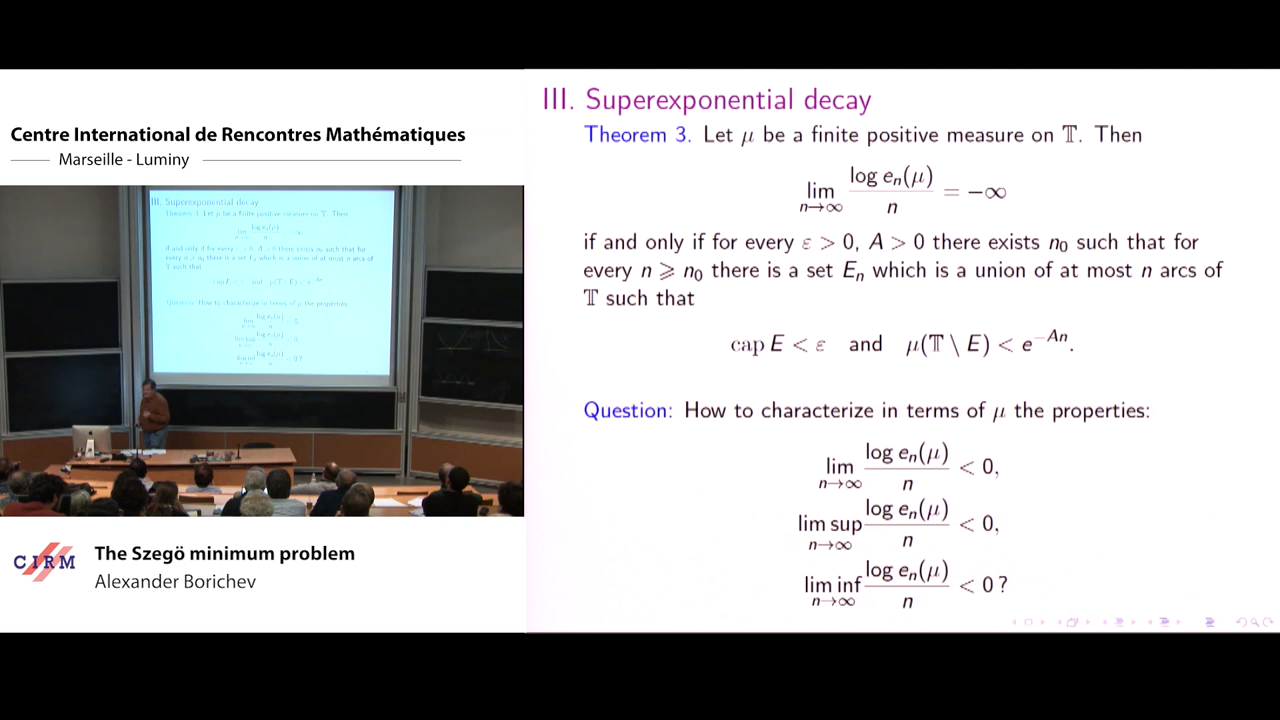 Centre International de Rencontres Mathématiques
Marseille - Luminy
CIRM
The Szegö minimum problem
Alexander Borichev
III. Superexponential decay
Theorem 3. Let μ be a finite positive measure on 𝕋. Then
lim_{n→∞} log e_n(μ) / n = −∞
if and only if for every ε > 0, A > 0 there exists n₀ such that for
every n ⩾ n₀ there is a set E_n which is a union of at most n arcs of
𝕋 such that
cap E < ε and μ(𝕋 \ E) < e^{−An}.
Question: How to characterize in terms of μ the properties:
lim_{n→∞} log e_n(μ) / n < 0,
lim sup_{n→∞} log e_n(μ) / n < 0,
lim inf_{n→∞} log e_n(μ) / n < 0 ?